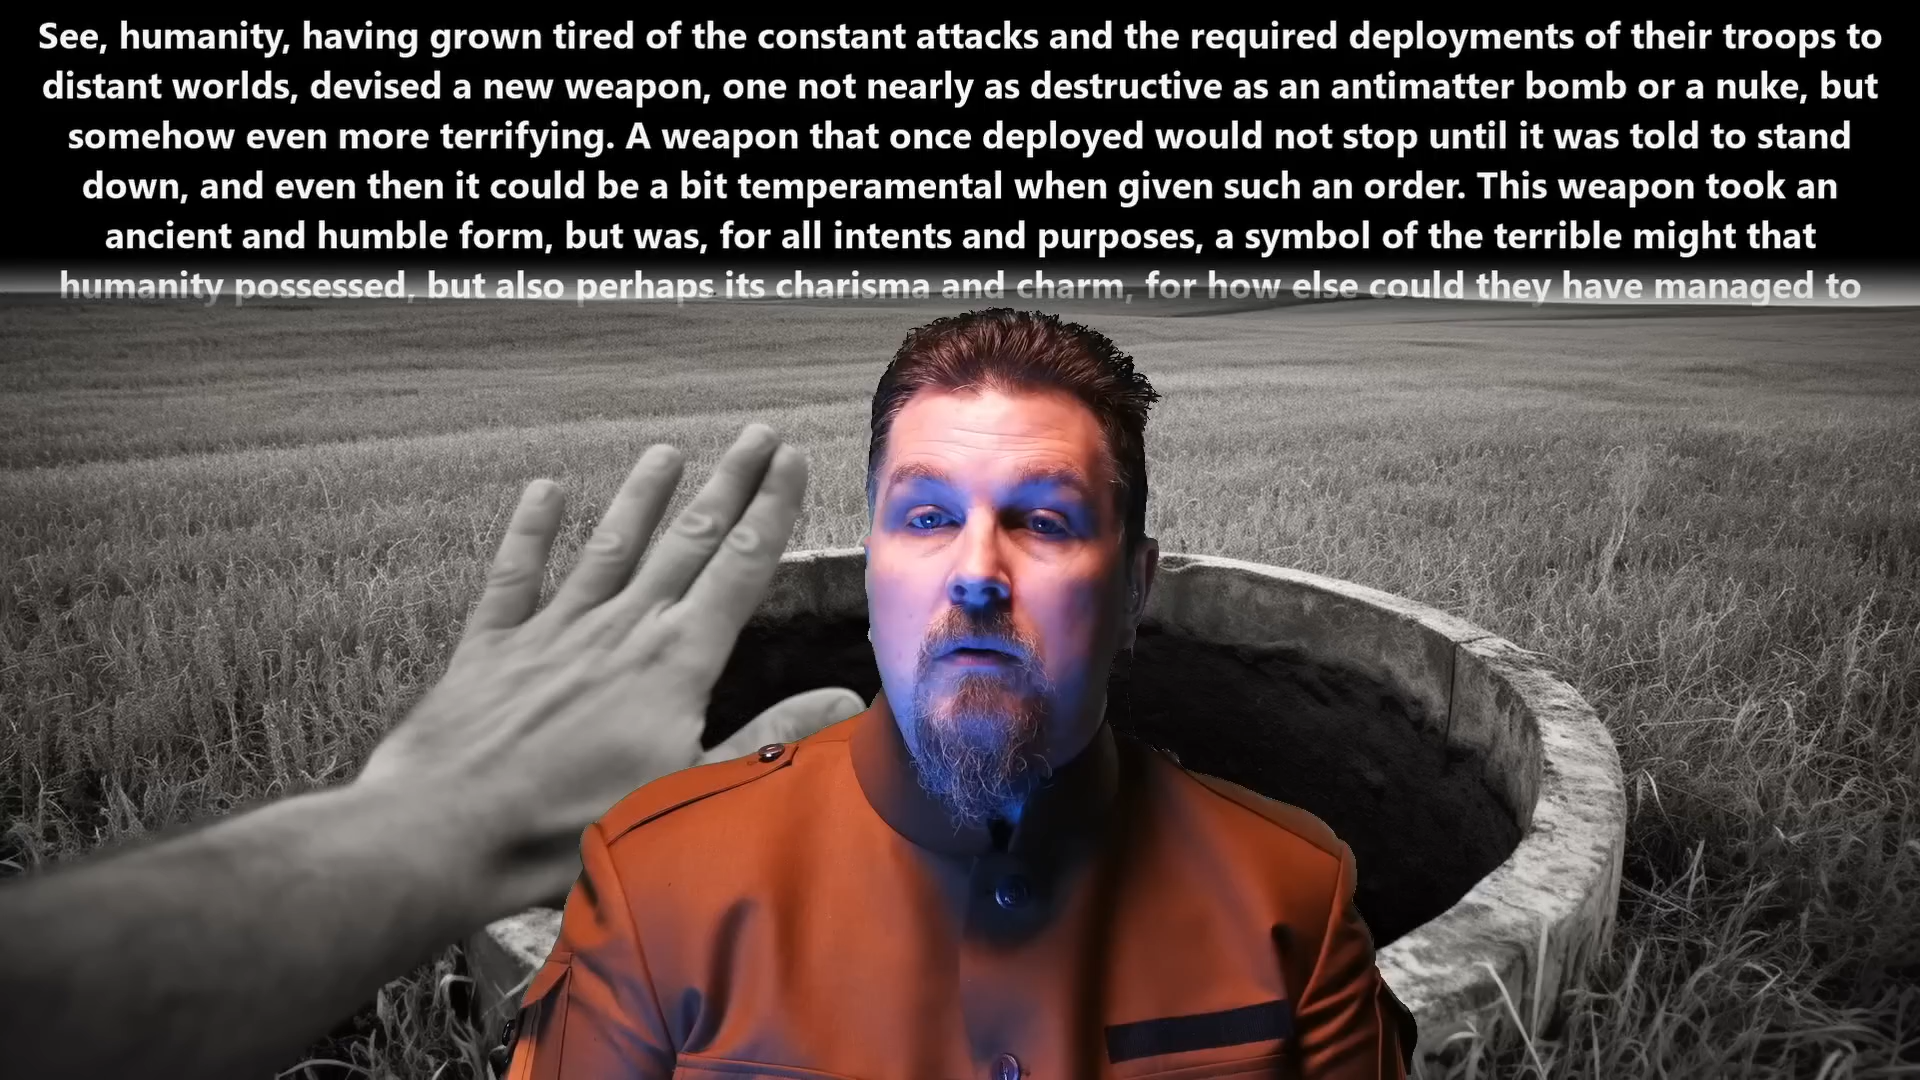 See, humanity, having grown tired of the constant attacks and the required deployments of their troops to
distant worlds, devised a new weapon, one not nearly as destructive as an antimatter bomb or a nuke, but
somehow even more terrifying. A weapon that once deployed would not stop until it was told to stand
down, and even then it could be a bit temperamental when given such an order. This weapon took an
ancient and humble form, but was, for all intents and purposes, a symbol of the terrible might that
humanity possessed, but also perhaps its charisma and charm, for how else could they have managed to